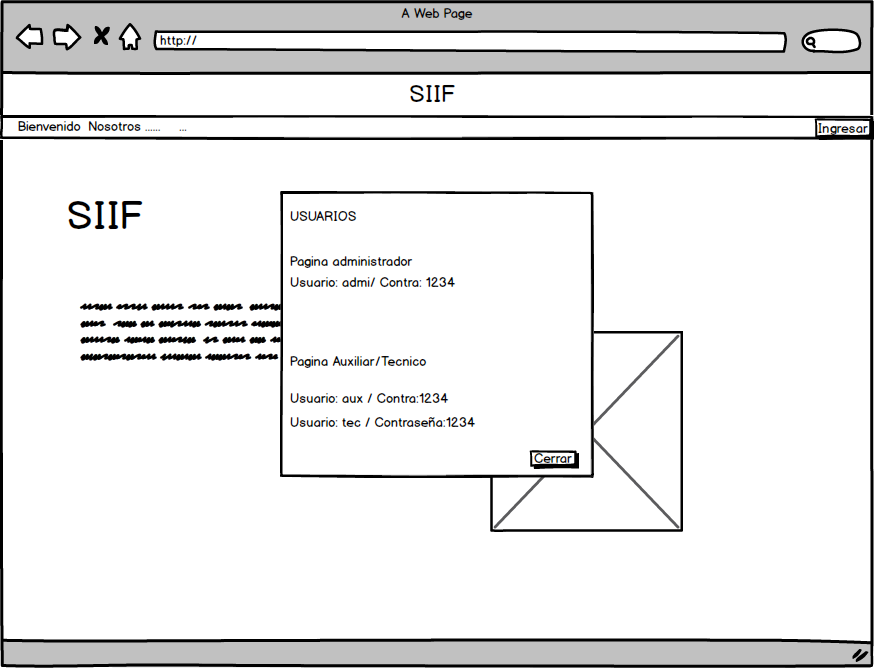 A Web Page
http://
SIIF
Bienvenido Nosotros ...... ...
Ingresar
SIIF
USUARIOS
Pagina administrador
Usuario: admi/ Contra: 1234
Pagina Auxiliar/Tecnico
Usuario: aux / Contra:1234
Usuario: tec / Contraseña:1234
Cerrar